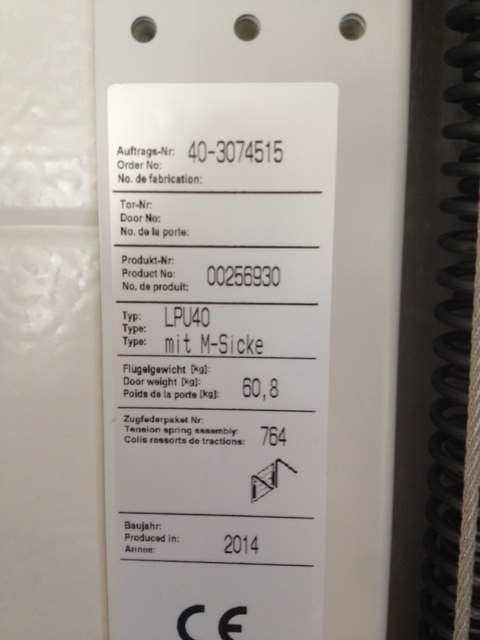 Auftrags-Nr: 40-3074515
Order No:
No. de fabrication:
Tor-Nr:
Door No:
No. de la porte:
Produkt-Nr:
Product No: 00256930
No. de produit:
Typ: LPU40
Type:
Type: mit M-Sicke
Flügelgewicht [kg]:
Door weight [kg]: 60,8
Poids de la porte [kg]:
Zugfederpaket Nr:
Tension spring assembly: 764
Colis ressorts de tractions:
Baujahr:
Produced in: 2014
Annee:
CE